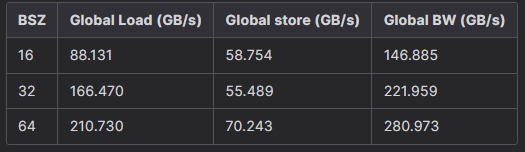 BSZ Global Load (GB/s) Global store (GB/s) Global BW (GB/s)
16 88.131 58.754 146.885
32 166.470 55.489 221.959
64 210.730 70.243 280.973